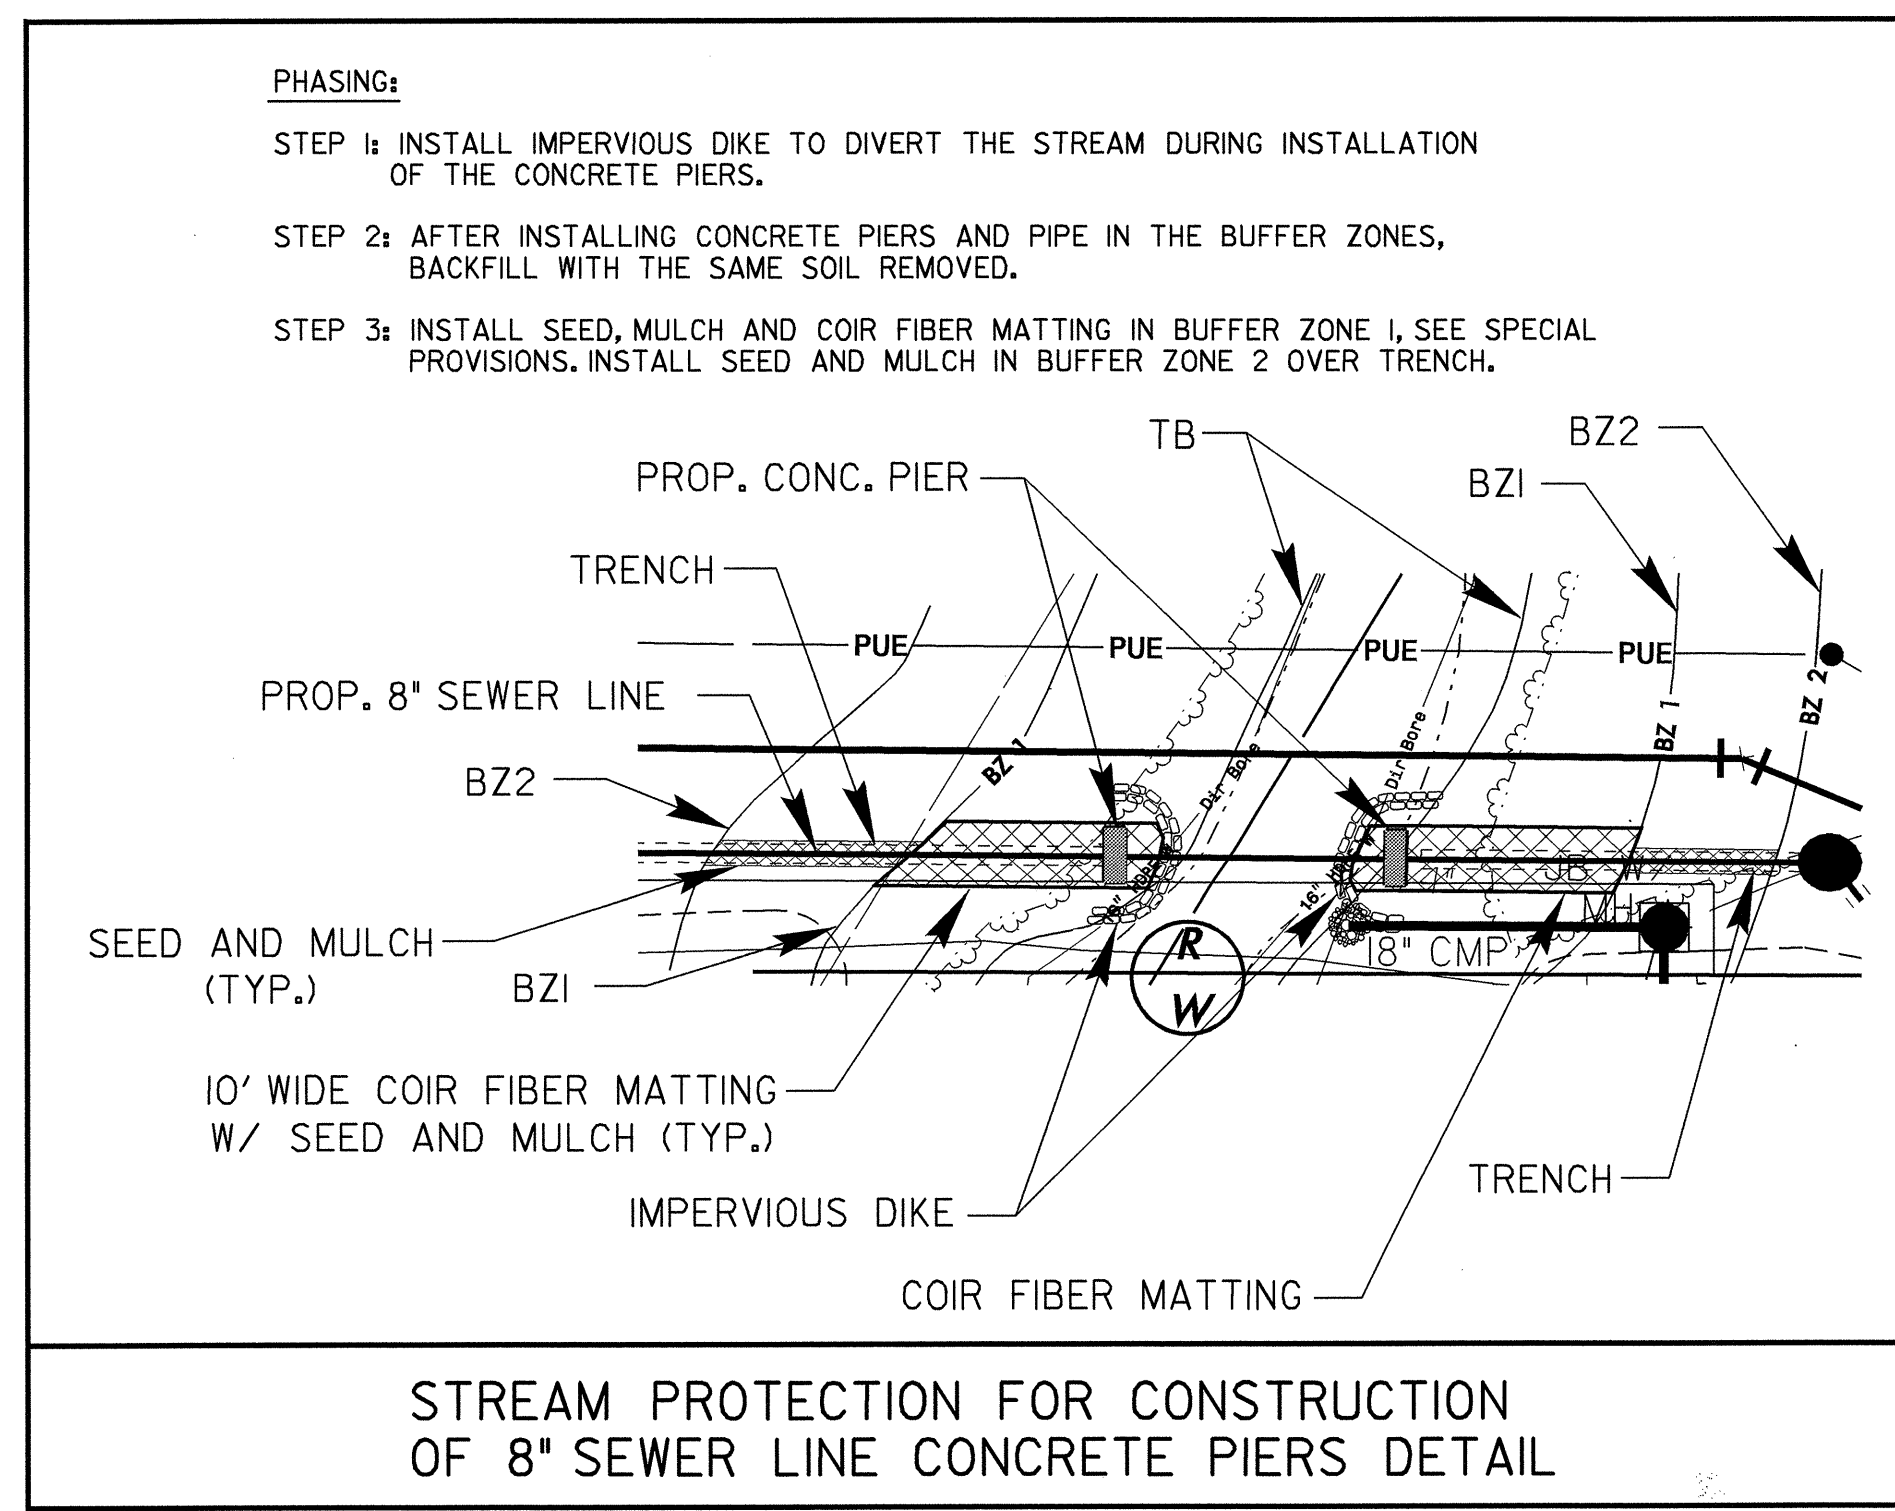 PHASING:
STEP 1: INSTALL IMPERVIOUS DIKE TO DIVERT THE STREAM DURING INSTALLATION
OF THE CONCRETE PIERS.
STEP 2: AFTER INSTALLING CONCRETE PIERS AND PIPE IN THE BUFFER ZONES,
BACKFILL WITH THE SAME SOIL REMOVED.
STEP 3: INSTALL SEED, MULCH AND COIR FIBER MATTING IN BUFFER ZONE 1, SEE SPECIAL
PROVISIONS. INSTALL SEED AND MULCH IN BUFFER ZONE 2 OVER TRENCH.
TB
BZ2
PROP. CONC. PIER
BZ1
TRENCH
PUE
PUE
PUE
PUE
PROP. 8" SEWER LINE
BZ 2
BZ 1
BZ 1
Dir Bore
Dir Bore
BZ2
16"
JB
W
MH
SEED AND MULCH
(TYP.)
18" CMP
R
W
BZ1
10' WIDE COIR FIBER MATTING
W/ SEED AND MULCH (TYP.)
TRENCH
IMPERVIOUS DIKE
COIR FIBER MATTING
STREAM PROTECTION FOR CONSTRUCTION
OF 8" SEWER LINE CONCRETE PIERS DETAIL